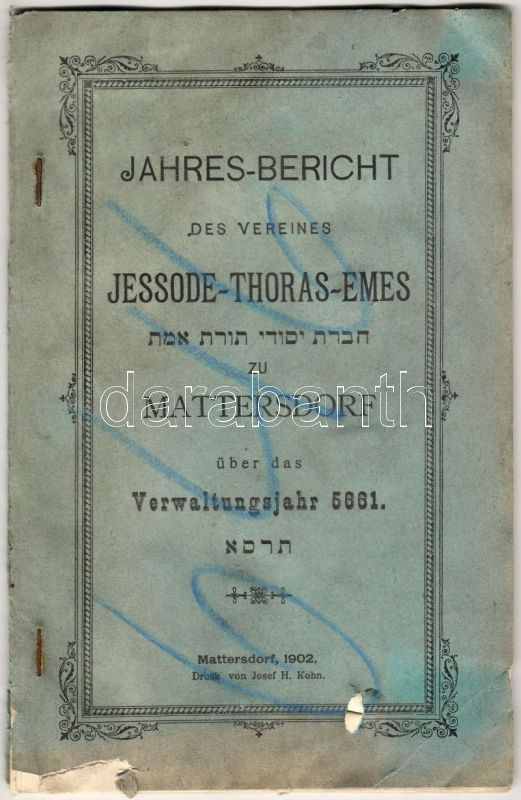 JAHRES-BERICHT
DES VEREINES
JESSODE-THORAS-EMES
חברת יסודי תורת אמת
ZU
MATTERSDORF
darabanth
über das
Verwaltungsjahr 5661.
תרסא
Mattersdorf, 1902.
Druck von Josef H. Kohn.